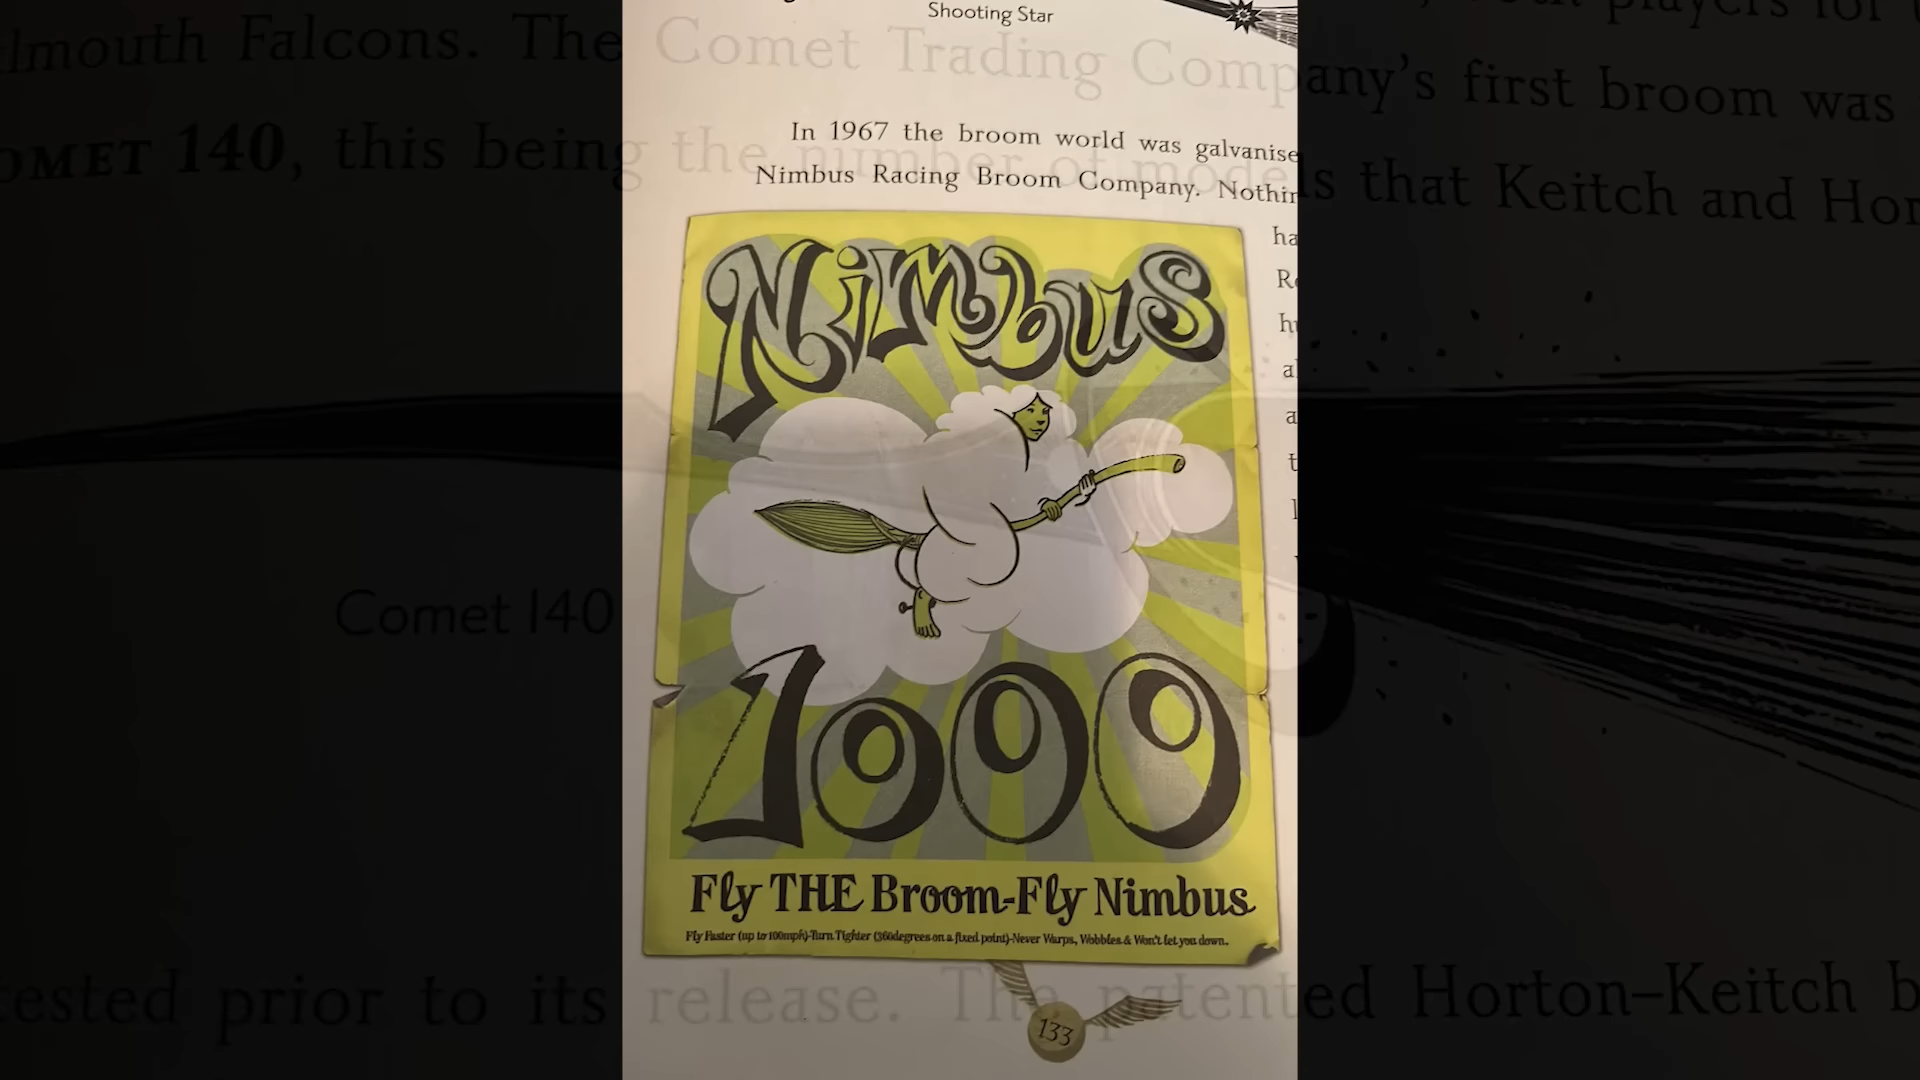 Shooting Star
lmouth Falcons. The Comet Trading Company's first broom was
OMET 140, this being the number of models that Keitch and Hor
In 1967 the broom world was galvanise
Nimbus Racing Broom Company. Nothin
ha
Nimbus
1000
Fly THE Broom-Fly Nimbus
Fly Faster (up to 100mph)-Turn Tighter (360degrees on a fixed point)-Never Warps, Wobbles & Won't let you down.
Comet 140
tested prior to its release. The patented Horton–Keitch b
133